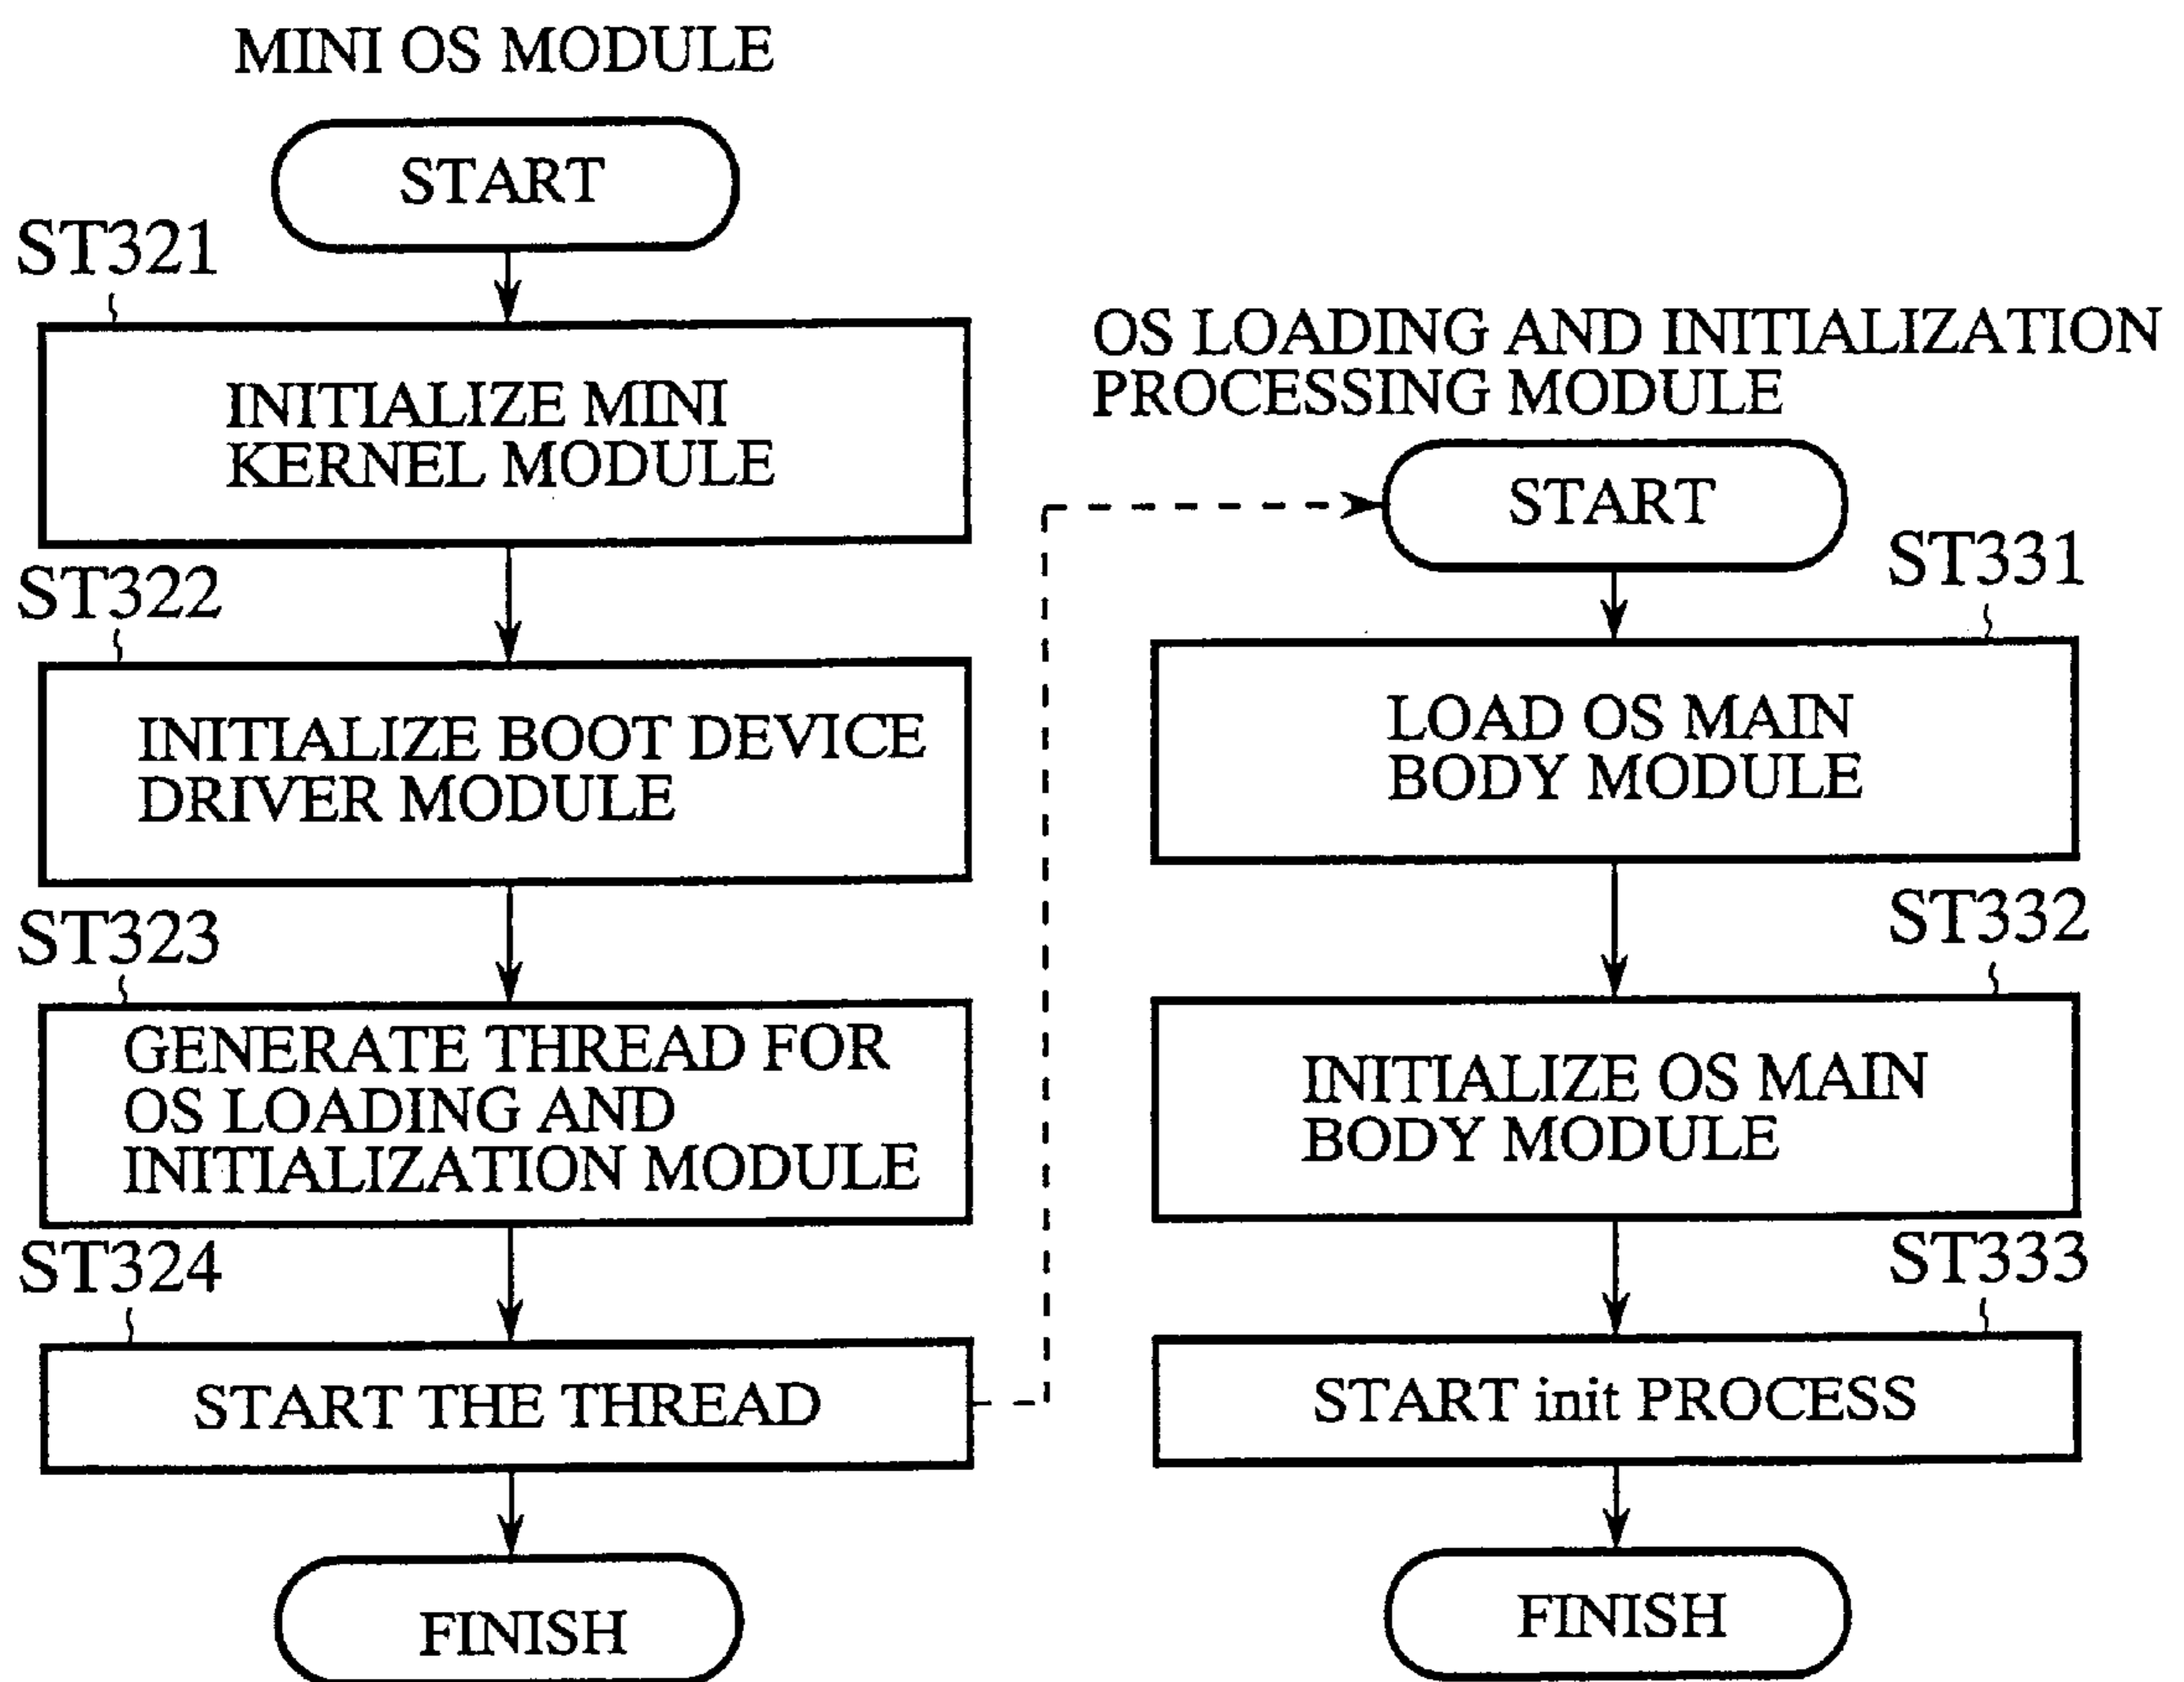 MINI OS MODULE
START
ST321
INITIALIZE MINI
KERNEL MODULE
ST322
INITIALIZE BOOT DEVICE
DRIVER MODULE
ST323
GENERATE THREAD FOR
OS LOADING AND
INITIALIZATION MODULE
ST324
START THE THREAD
FINISH
OS LOADING AND INITIALIZATION
PROCESSING MODULE
START
ST331
LOAD OS MAIN
BODY MODULE
ST332
INITIALIZE OS MAIN
BODY MODULE
ST333
START init PROCESS
FINISH